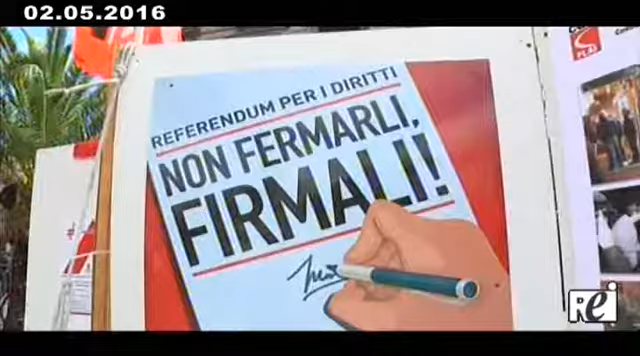 02.05.2016
REFERENDUM PER I DIRITTI
NON FERMARLI,
FIRMALI!
REi